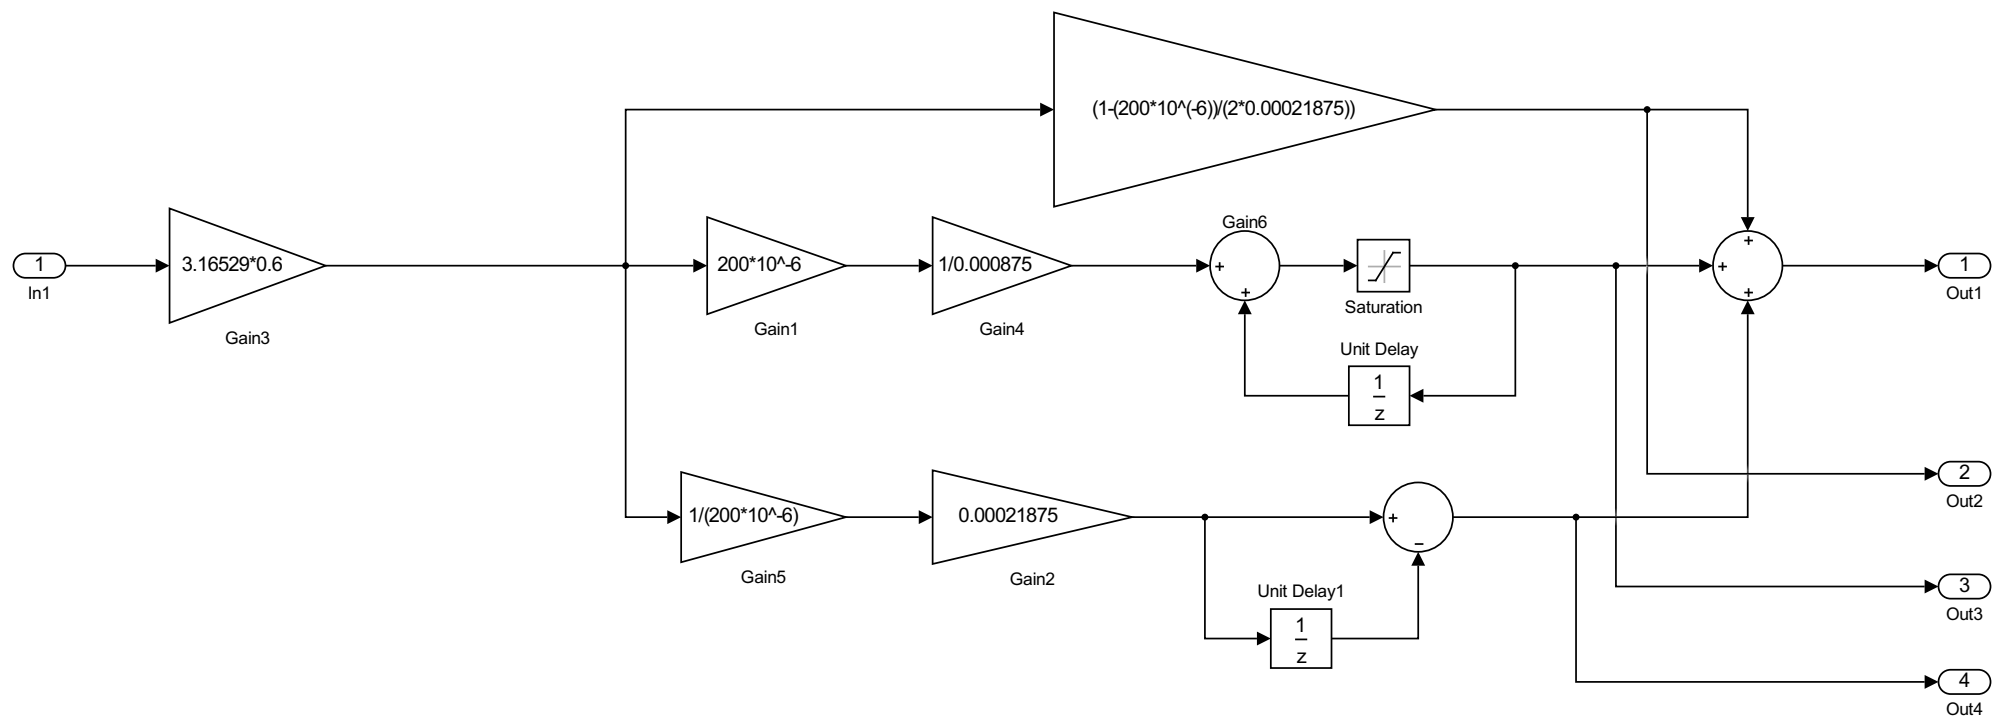 (1-(200*10^(-6))/(2*0.00021875))
Gain6
1
In1
3.16529*0.6
Gain3
200*10^-6
Gain1
1/0.000875
Gain4
+
+
Saturation
Unit Delay
1
z
+
+
+
1
Out1
1/(200*10^-6)
Gain5
0.00021875
Gain2
+
−
Unit Delay1
1
z
2
Out2
3
Out3
4
Out4